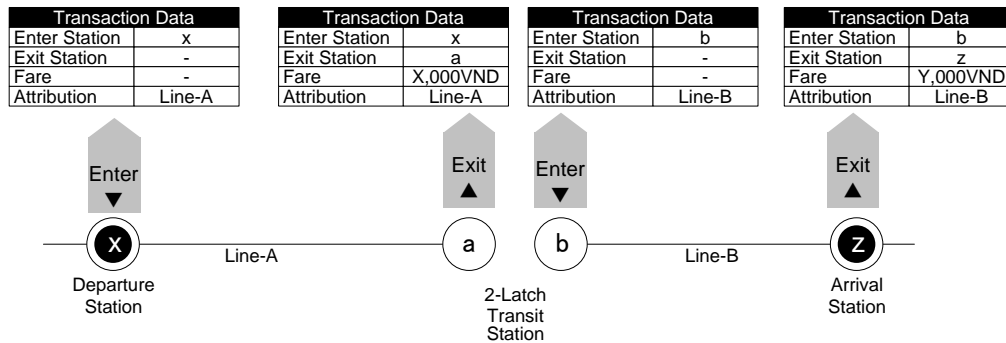 Transaction Data
Enter Station x
Exit Station -
Fare -
Attribution Line-A
Transaction Data
Enter Station x
Exit Station a
Fare X,000VND
Attribution Line-A
Transaction Data
Enter Station b
Exit Station -
Fare -
Attribution Line-B
Transaction Data
Enter Station b
Exit Station z
Fare Y,000VND
Attribution Line-B
Enter
▼
Exit
▲
Enter
▼
Exit
▲
x
a
b
z
Line-A
Line-B
Departure
Station
2-Latch
Transit
Station
Arrival
Station